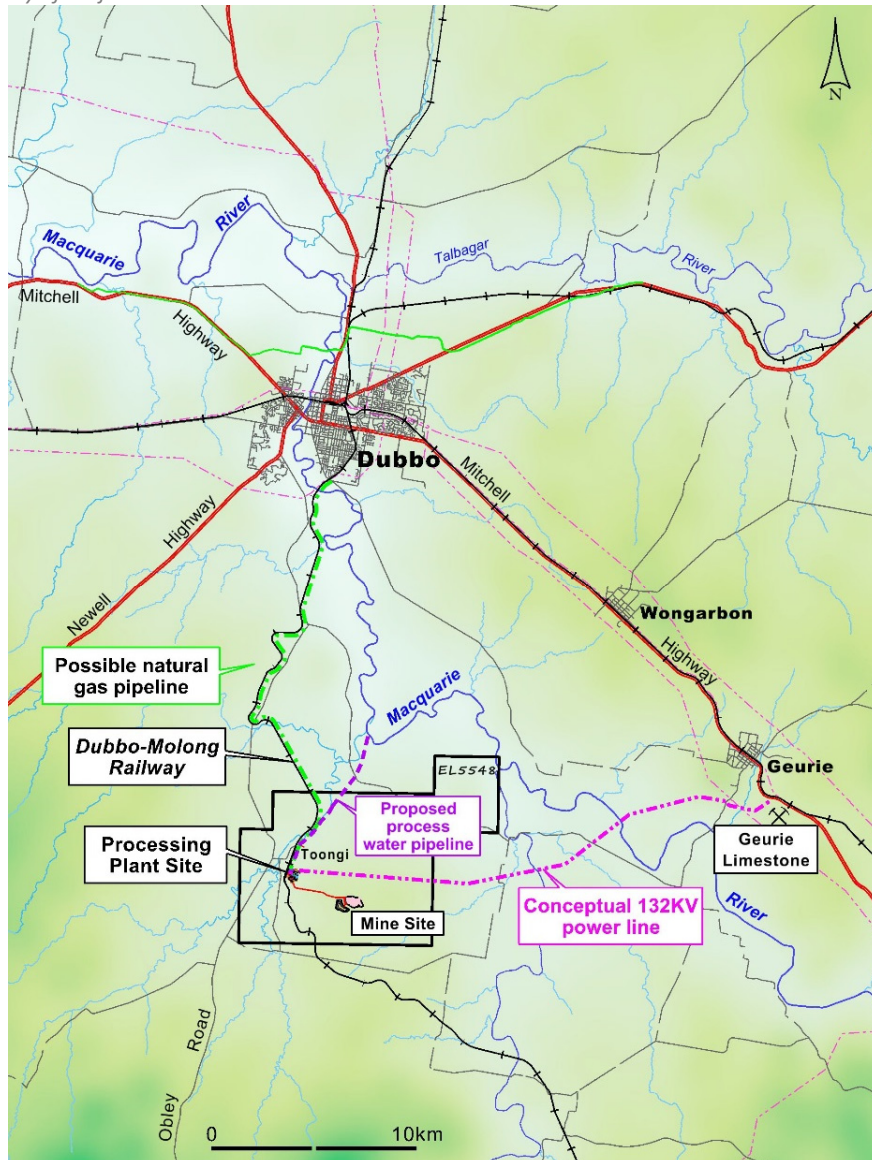 N
River
Macquarie
Talbagar
River
Mitchell
Highway
Dubbo
Mitchell
Highway
Newell
Wongarbon
Highway
Possible natural
gas pipeline
Macquarie
Dubbo-Molong
Railway
Geurie
EL5548
Proposed
process
water pipeline
Processing
Plant Site
Toongi
Geurie
Limestone
Conceptual 132KV
power line
River
Mine Site
Road
Obley
0 10km